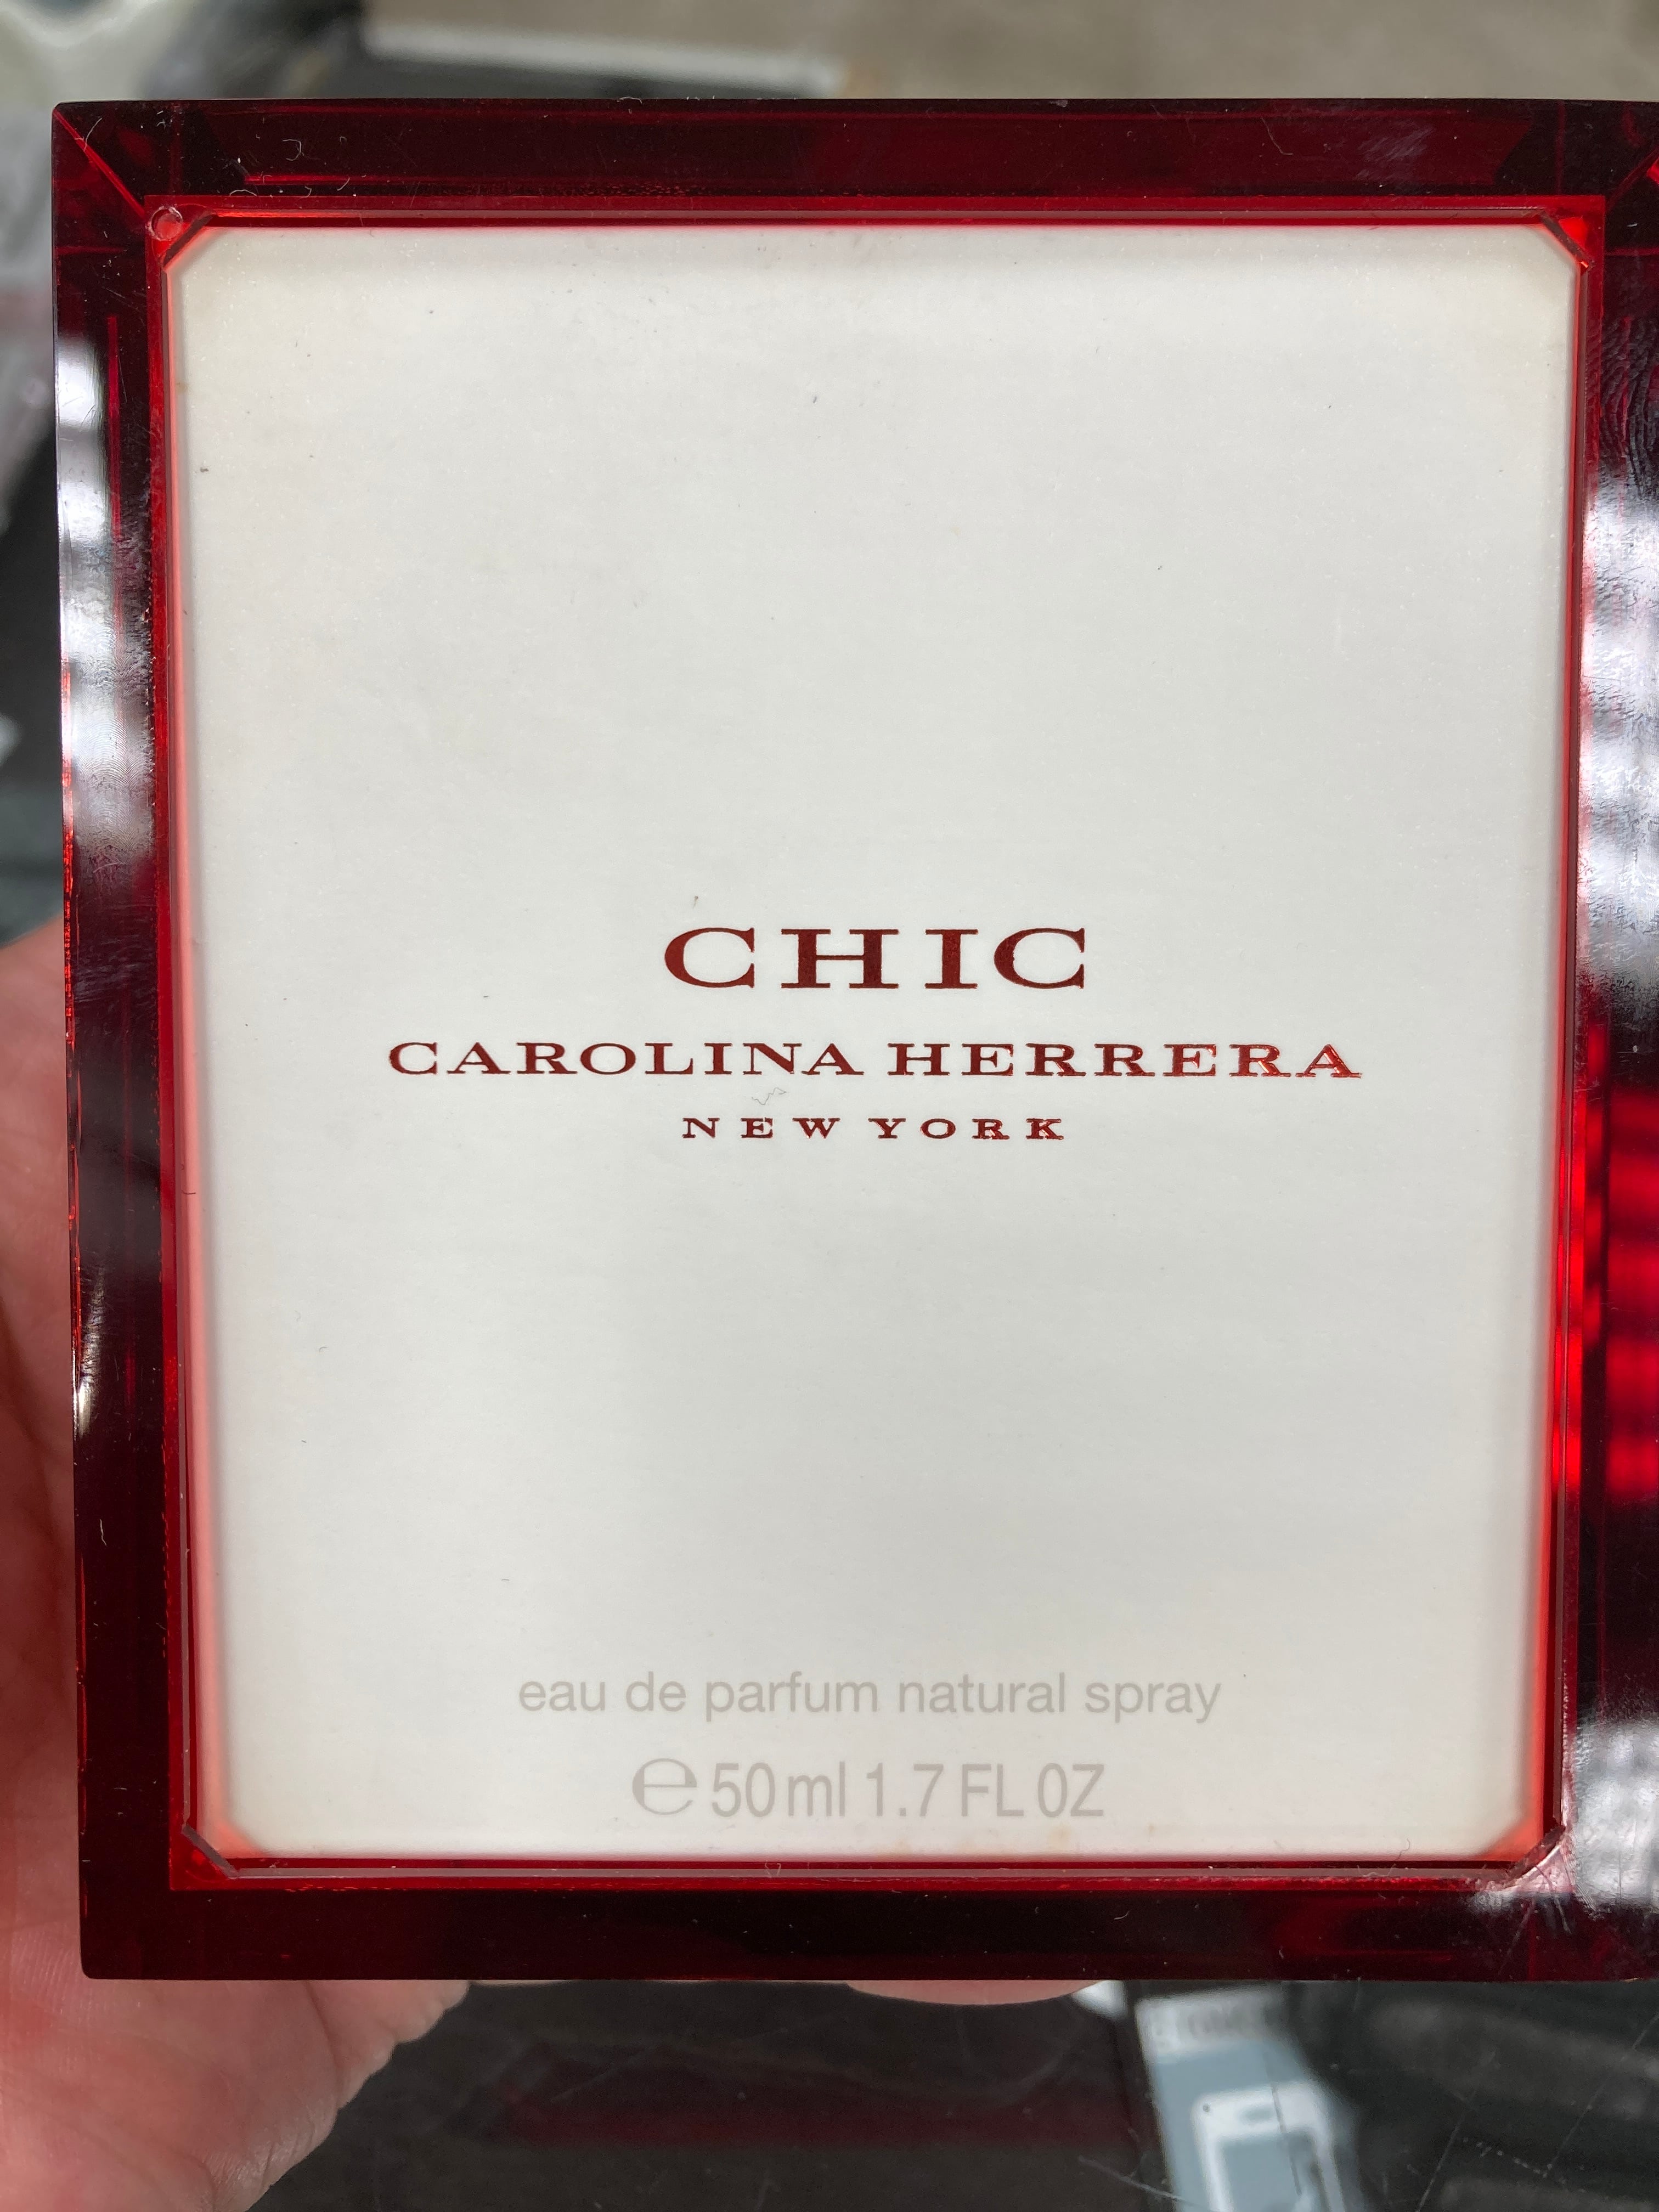 CHIC
CAROLINA HERRERA
NEW YORK
eau de parfum natural spray
℮50ml 1.7 FL OZ